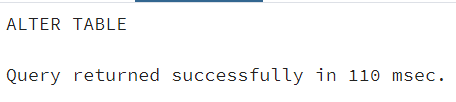 ALTER TABLE
Query returned successfully in 110 msec.